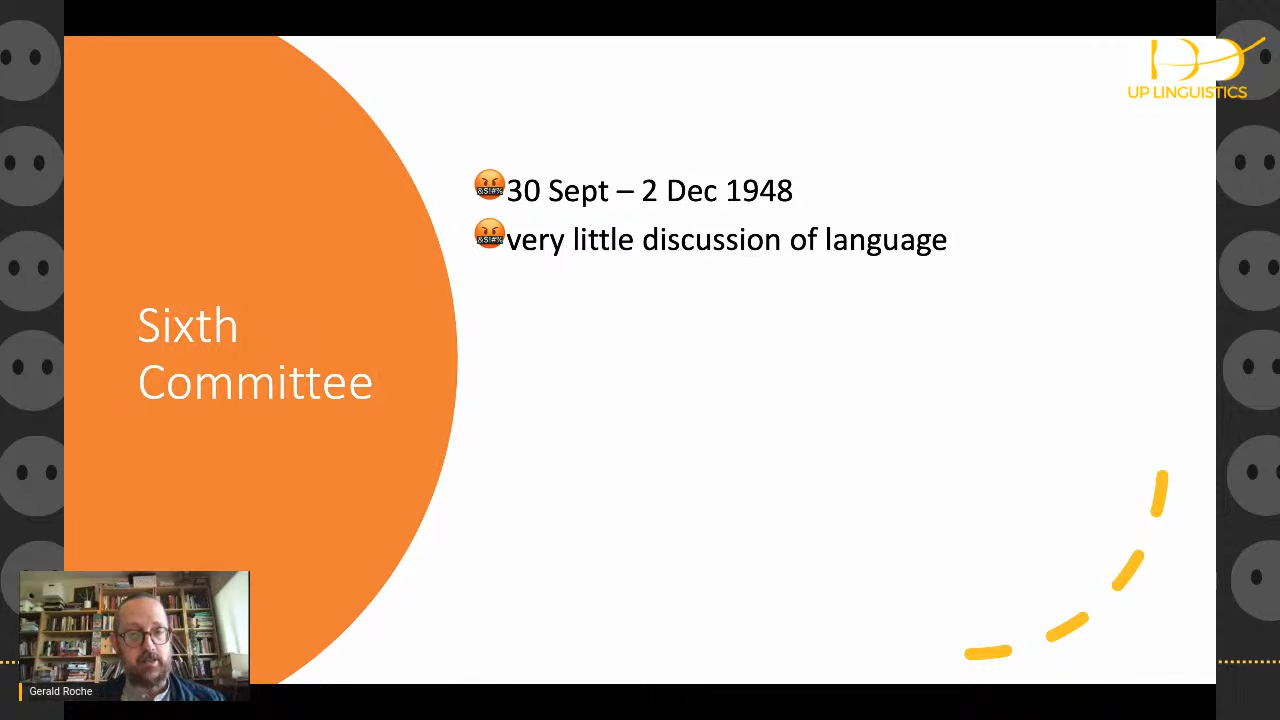 UP LINGUISTICS
30 Sept – 2 Dec 1948
very little discussion of language
Sixth
Committee
Gerald Roche